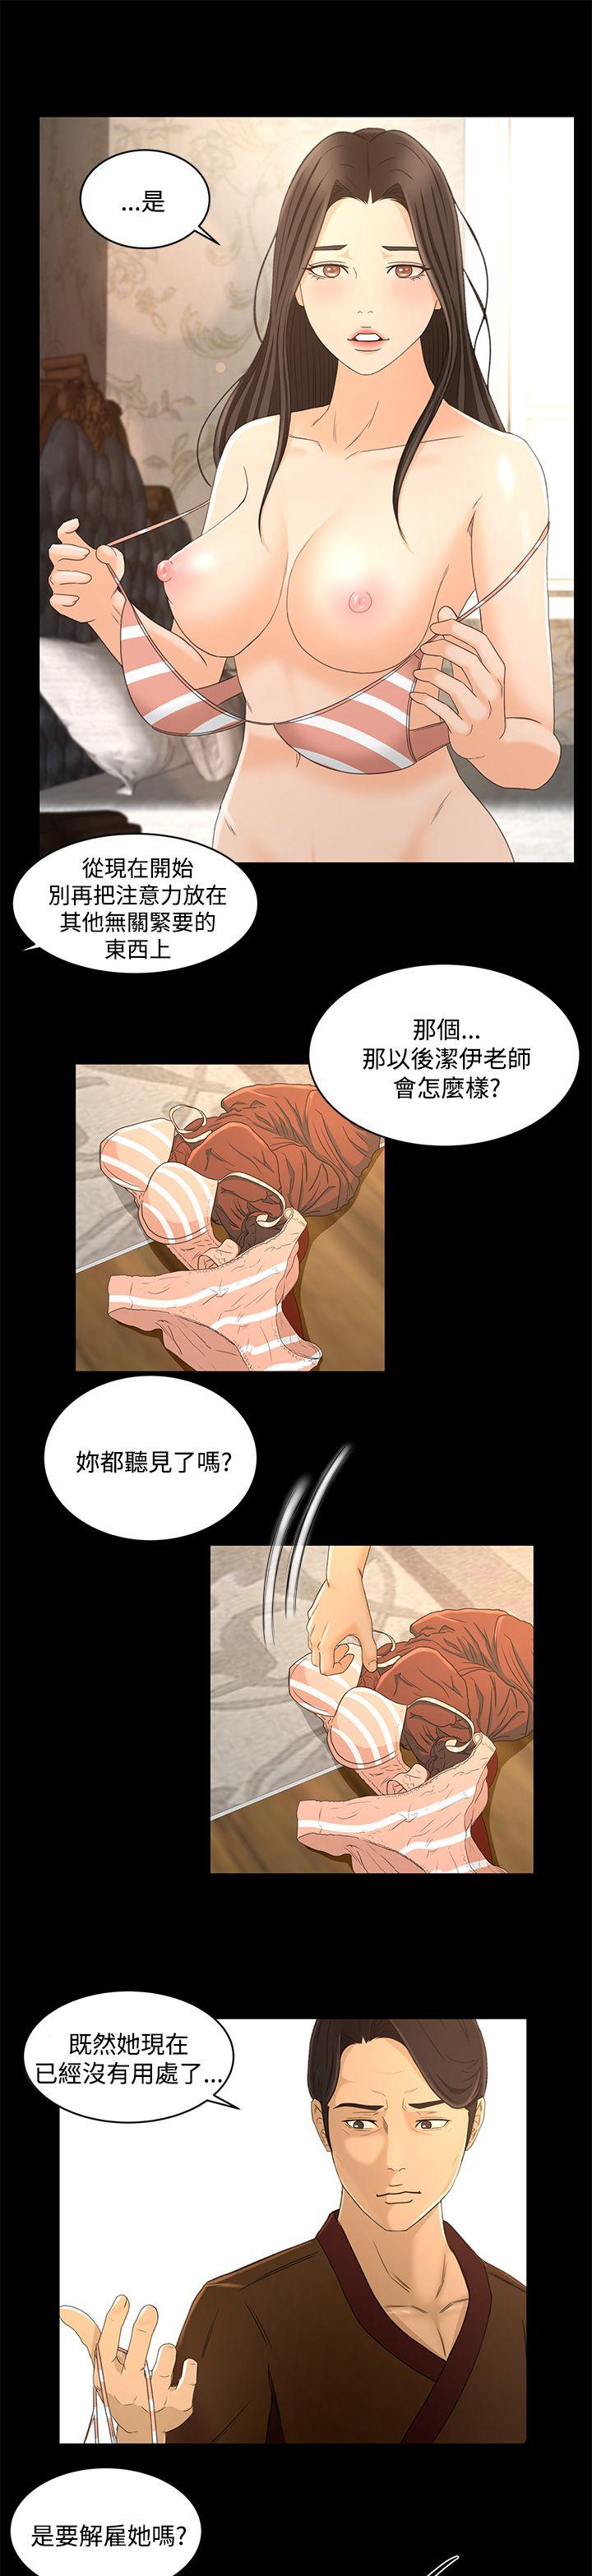 ...是
從現在開始
別再把注意力放在
其他無關緊要的
東西上
那個...
那以後潔伊老師
會怎麼樣?
妳都聽見了嗎?
既然她現在
已經沒有用處了...
是要解雇她嗎?